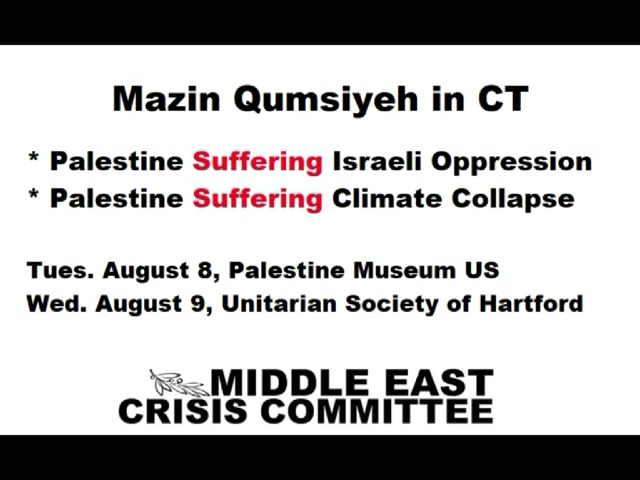 Mazin Qumsiyeh in CT
* Palestine Suffering Israeli Oppression
* Palestine Suffering Climate Collapse
Tues. August 8, Palestine Museum US
Wed. August 9, Unitarian Society of Hartford
MIDDLE EAST
CRISIS COMMITTEE